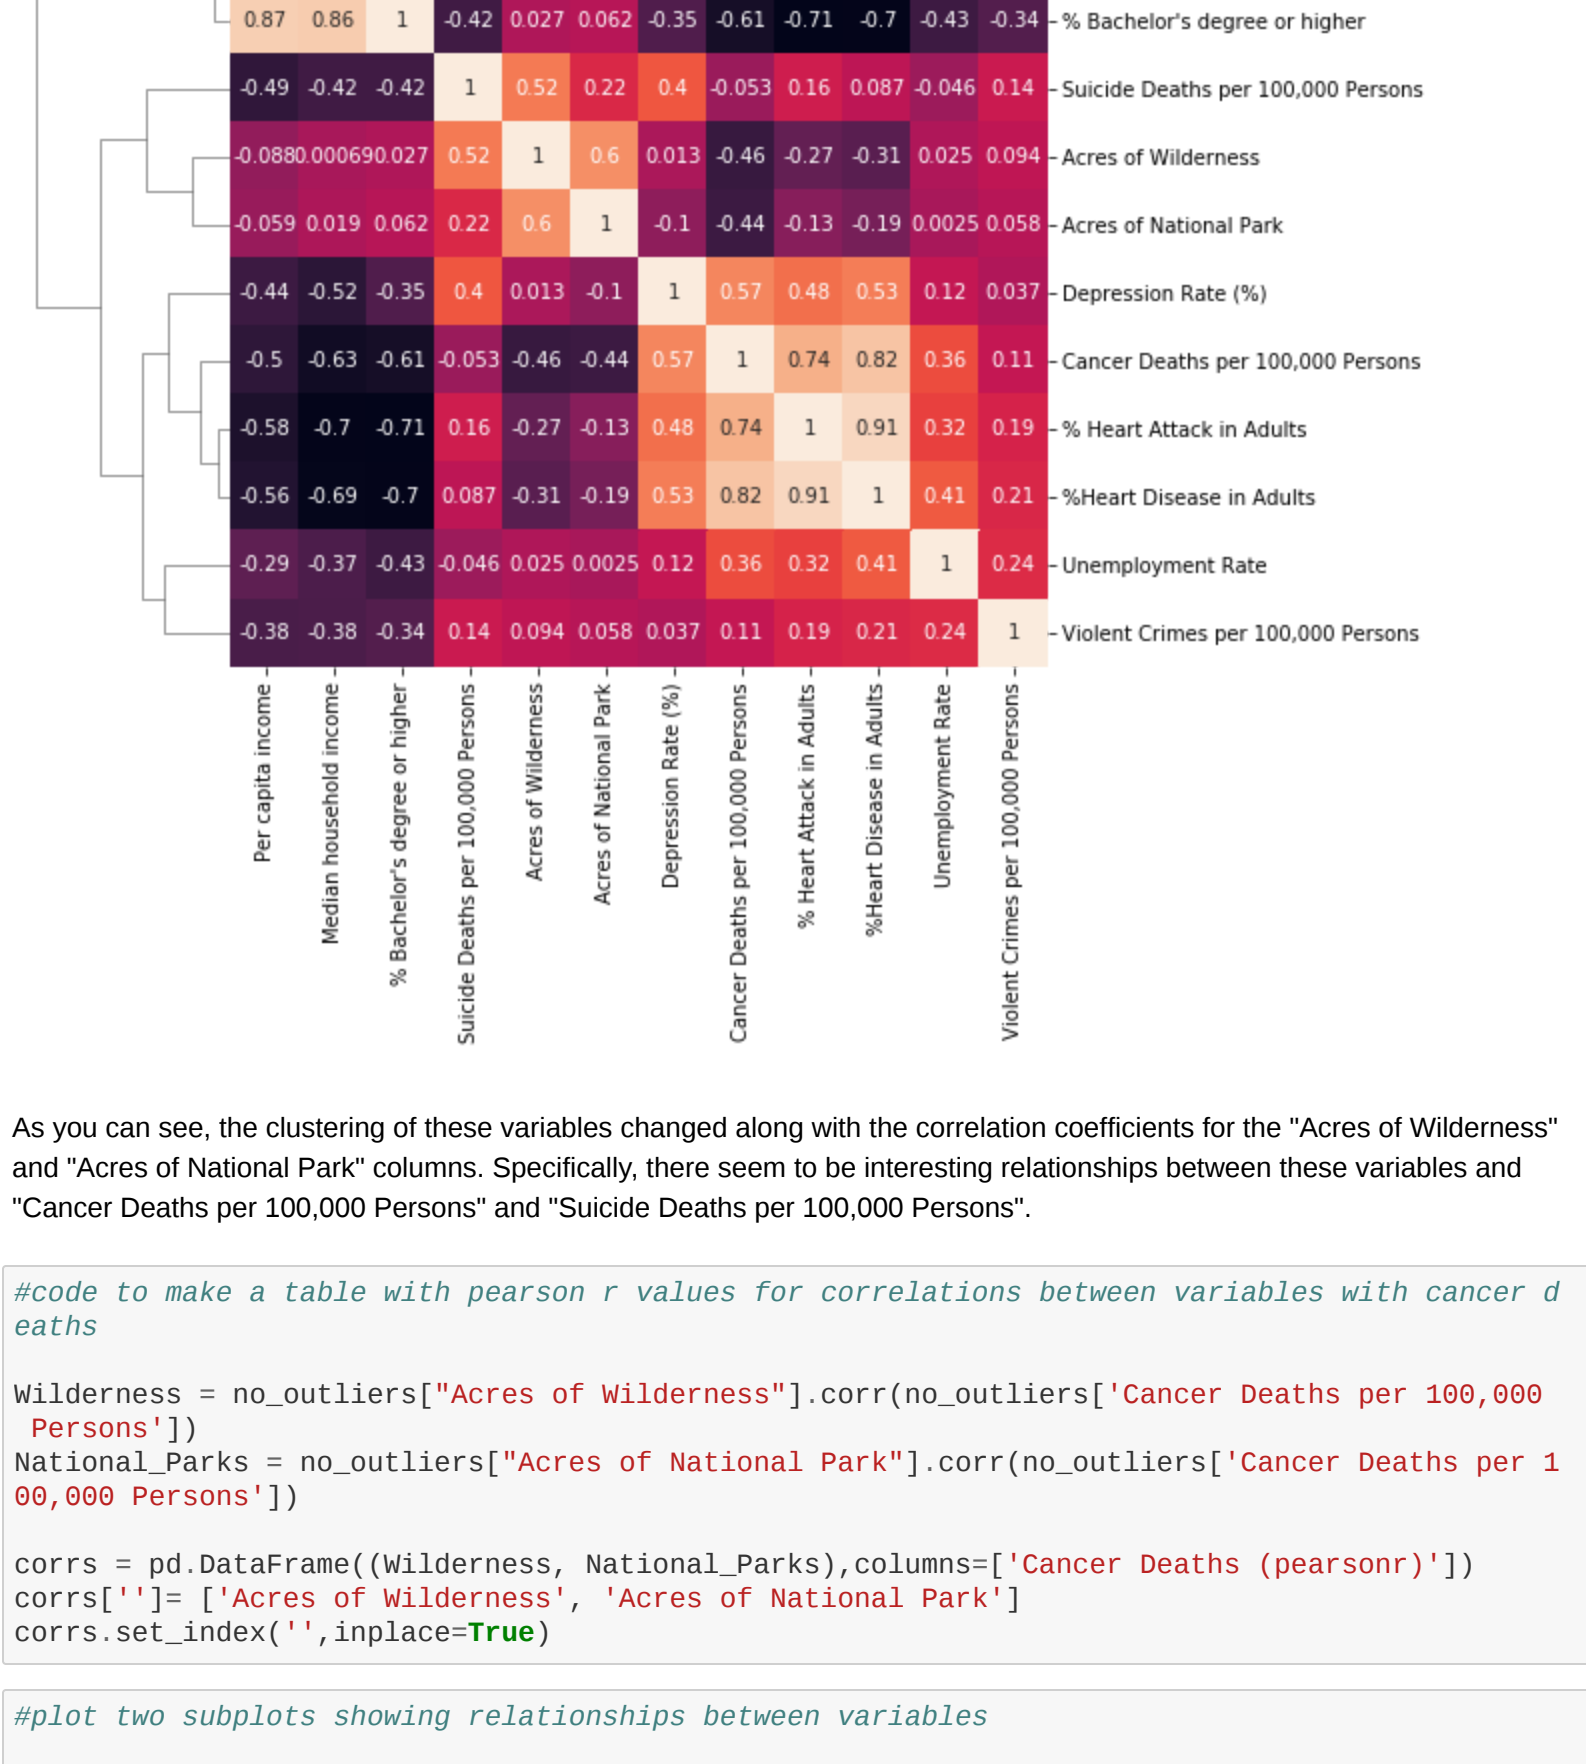 0.87 0.86 1 -0.42 0.027 0.062 -0.35 -0.61 -0.71 -0.7 -0.43 -0.34 % Bachelor's degree or higher
-0.49 -0.42 -0.42 1 0.52 0.22 0.4 -0.053 0.16 0.087 -0.046 0.14 Suicide Deaths per 100,000 Persons
-0.088 0.00069 0.027 0.52 1 0.6 0.013 -0.46 -0.27 -0.31 0.025 0.094 Acres of Wilderness
-0.059 0.019 0.062 0.22 0.6 1 -0.1 -0.44 -0.13 -0.19 0.0025 0.058 Acres of National Park
-0.44 -0.52 -0.35 0.4 0.013 -0.1 1 0.57 0.48 0.53 0.12 0.037 Depression Rate (%)
-0.5 -0.63 -0.61 -0.053 -0.46 -0.44 0.57 1 0.74 0.82 0.36 0.11 Cancer Deaths per 100,000 Persons
-0.58 -0.7 -0.71 0.16 -0.27 -0.13 0.48 0.74 1 0.91 0.32 0.19 % Heart Attack in Adults
-0.56 -0.69 -0.7 0.087 -0.31 -0.19 0.53 0.82 0.91 1 0.41 0.21 %Heart Disease in Adults
-0.29 -0.37 -0.43 -0.046 0.025 0.0025 0.12 0.36 0.32 0.41 1 0.24 Unemployment Rate
-0.38 -0.38 -0.34 0.14 0.094 0.058 0.037 0.11 0.19 0.21 0.24 1 Violent Crimes per 100,000 Persons
Per capita income
Median household income
% Bachelor's degree or higher
Suicide Deaths per 100,000 Persons
Acres of Wilderness
Acres of National Park
Depression Rate (%)
Cancer Deaths per 100,000 Persons
% Heart Attack in Adults
%Heart Disease in Adults
Unemployment Rate
Violent Crimes per 100,000 Persons
As you can see, the clustering of these variables changed along with the correlation coefficients for the "Acres of Wilderness"
and "Acres of National Park" columns. Specifically, there seem to be interesting relationships between these variables and
"Cancer Deaths per 100,000 Persons" and "Suicide Deaths per 100,000 Persons".
#code to make a table with pearson r values for correlations between variables with cancer d
eaths
Wilderness = no_outliers["Acres of Wilderness"].corr(no_outliers['Cancer Deaths per 100,000
 Persons'])
National_Parks = no_outliers["Acres of National Park"].corr(no_outliers['Cancer Deaths per 1
00,000 Persons'])
corrs = pd.DataFrame((Wilderness, National_Parks),columns=['Cancer Deaths (pearsonr)'])
corrs['']= ['Acres of Wilderness', 'Acres of National Park']
corrs.set_index('',inplace=True)
#plot two subplots showing relationships between variables